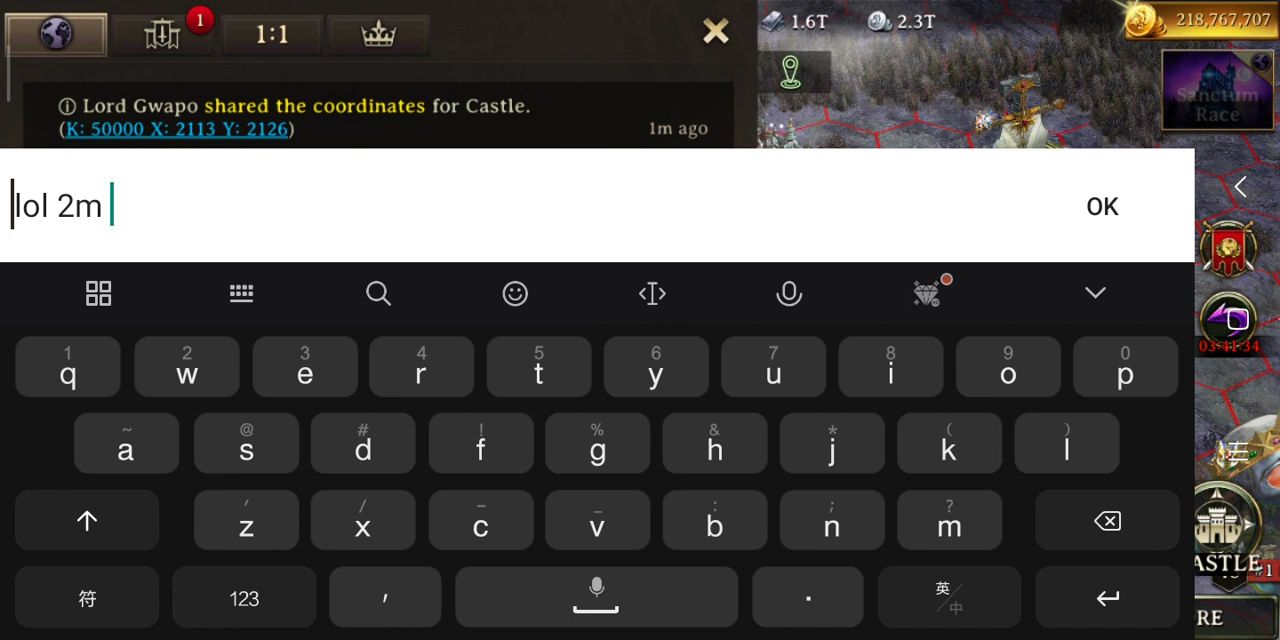 1
1:1
1.6T
2.3T
218,767,707
ⓘ Lord Gwapo shared the coordinates for Castle.
(K: 50000 X: 2113 Y: 2126)
1m ago
Sanctum
Race
lol 2m
OK
03:41:34
1 2 3 4 5 6 7 8 9 0
q w e r t y u i o p
~ @ # ! % & * ( )
a s d f g h j k l
' / - _ : ; ?
z x c v b n m
符 123 , . 英/中
ASTLE
#1
RE